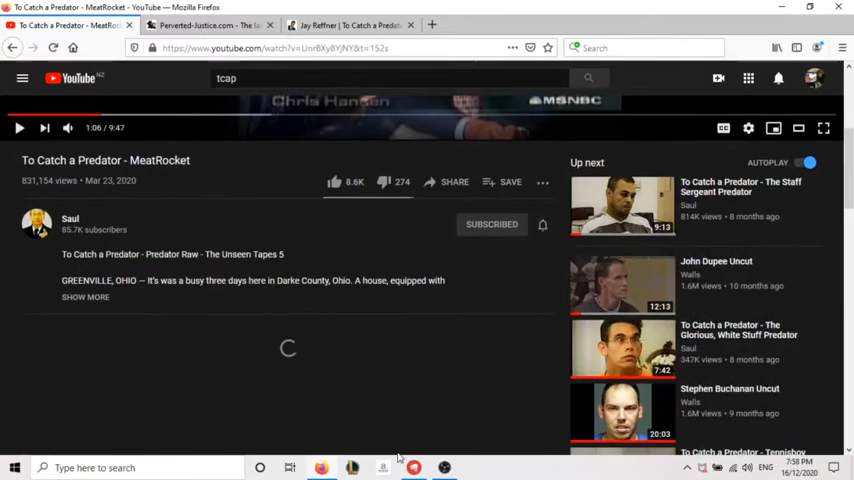 To Catch a Predator - MeatRocket - YouTube — Mozilla Firefox
To Catch a Predator - MeatRock
Perverted-Justice.com - The la
Jay Reffner | To Catch a Predato
https://www.youtube.com/watch?v=UnrBXy8YjNY&t=152s
Search
YouTube NZ
tcap
Chris Hansen
MSNBC
1:06 / 9:47
To Catch a Predator - MeatRocket
831,154 views • Mar 23, 2020
8.6K
274
SHARE
SAVE
Saul
85.7K subscribers
SUBSCRIBED
To Catch a Predator - Predator Raw - The Unseen Tapes 5
GREENVILLE, OHIO — It's was a busy three days here in Darke County, Ohio. A house, equipped with
SHOW MORE
Up next
AUTOPLAY
To Catch a Predator - The Staff
Sergeant Predator
Saul
814K views • 8 months ago
9:13
John Dupee Uncut
Walls
1.6M views • 10 months ago
12:13
To Catch a Predator - The
Glorious, White Stuff Predator
Saul
347K views • 8 months ago
7:42
Stephen Buchanan Uncut
Walls
1.6M views • 9 months ago
20:03
To Catch a Predator - Tennisboy
Type here to search
ENG
7:58 PM
16/12/2020